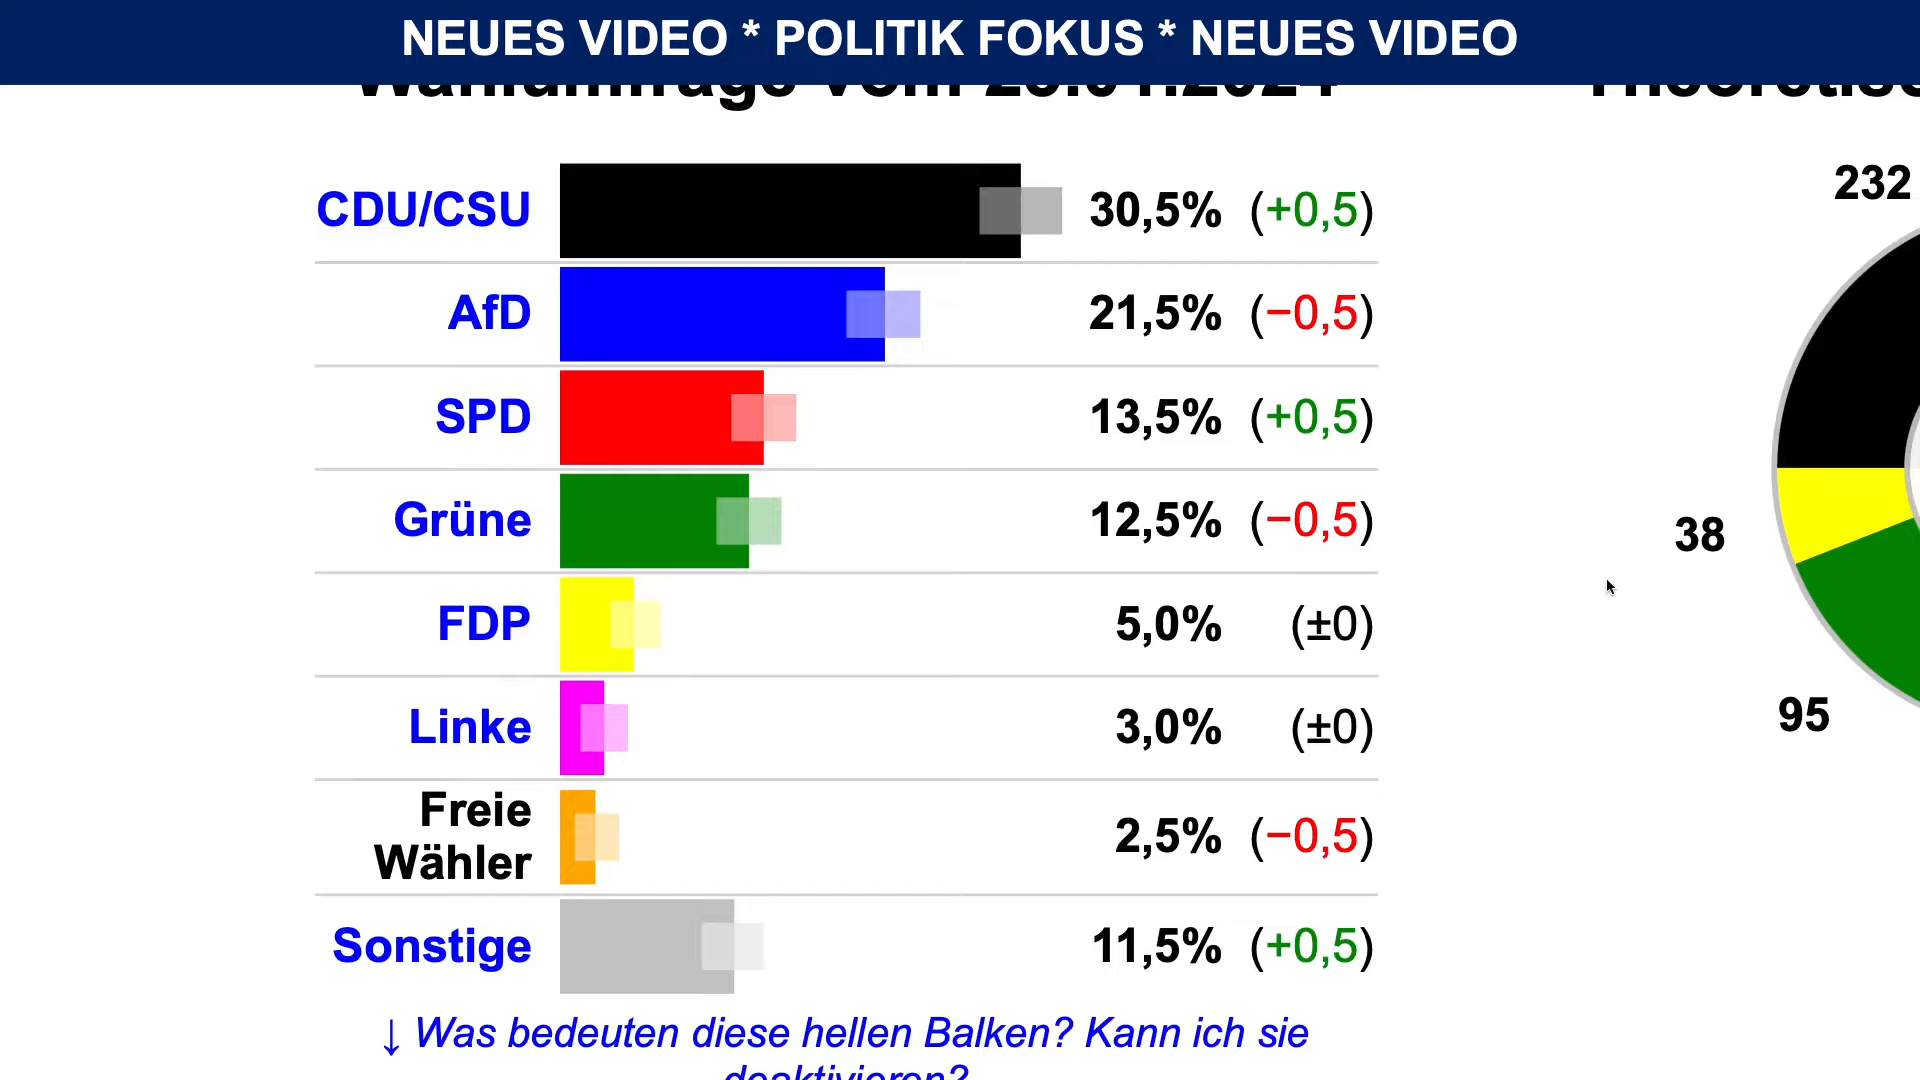 NEUES VIDEO * POLITIK FOKUS * NEUES VIDEO
Wahlumfrage vom
232
CDU/CSU 30,5% (+0,5)
AfD 21,5% (−0,5)
SPD 13,5% (+0,5)
Grüne 12,5% (−0,5)
38
FDP 5,0% (±0)
Linke 3,0% (±0)
95
Freie
Wähler 2,5% (−0,5)
Sonstige 11,5% (+0,5)
↓ Was bedeuten diese hellen Balken? Kann ich sie
deaktivieren?